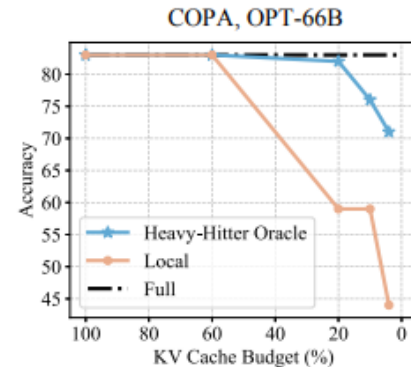 COPA, OPT-66B
Accuracy
80
75
70
65
60
55
50
45
Heavy-Hitter Oracle
Local
Full
100 80 60 40 20 0
KV Cache Budget (%)